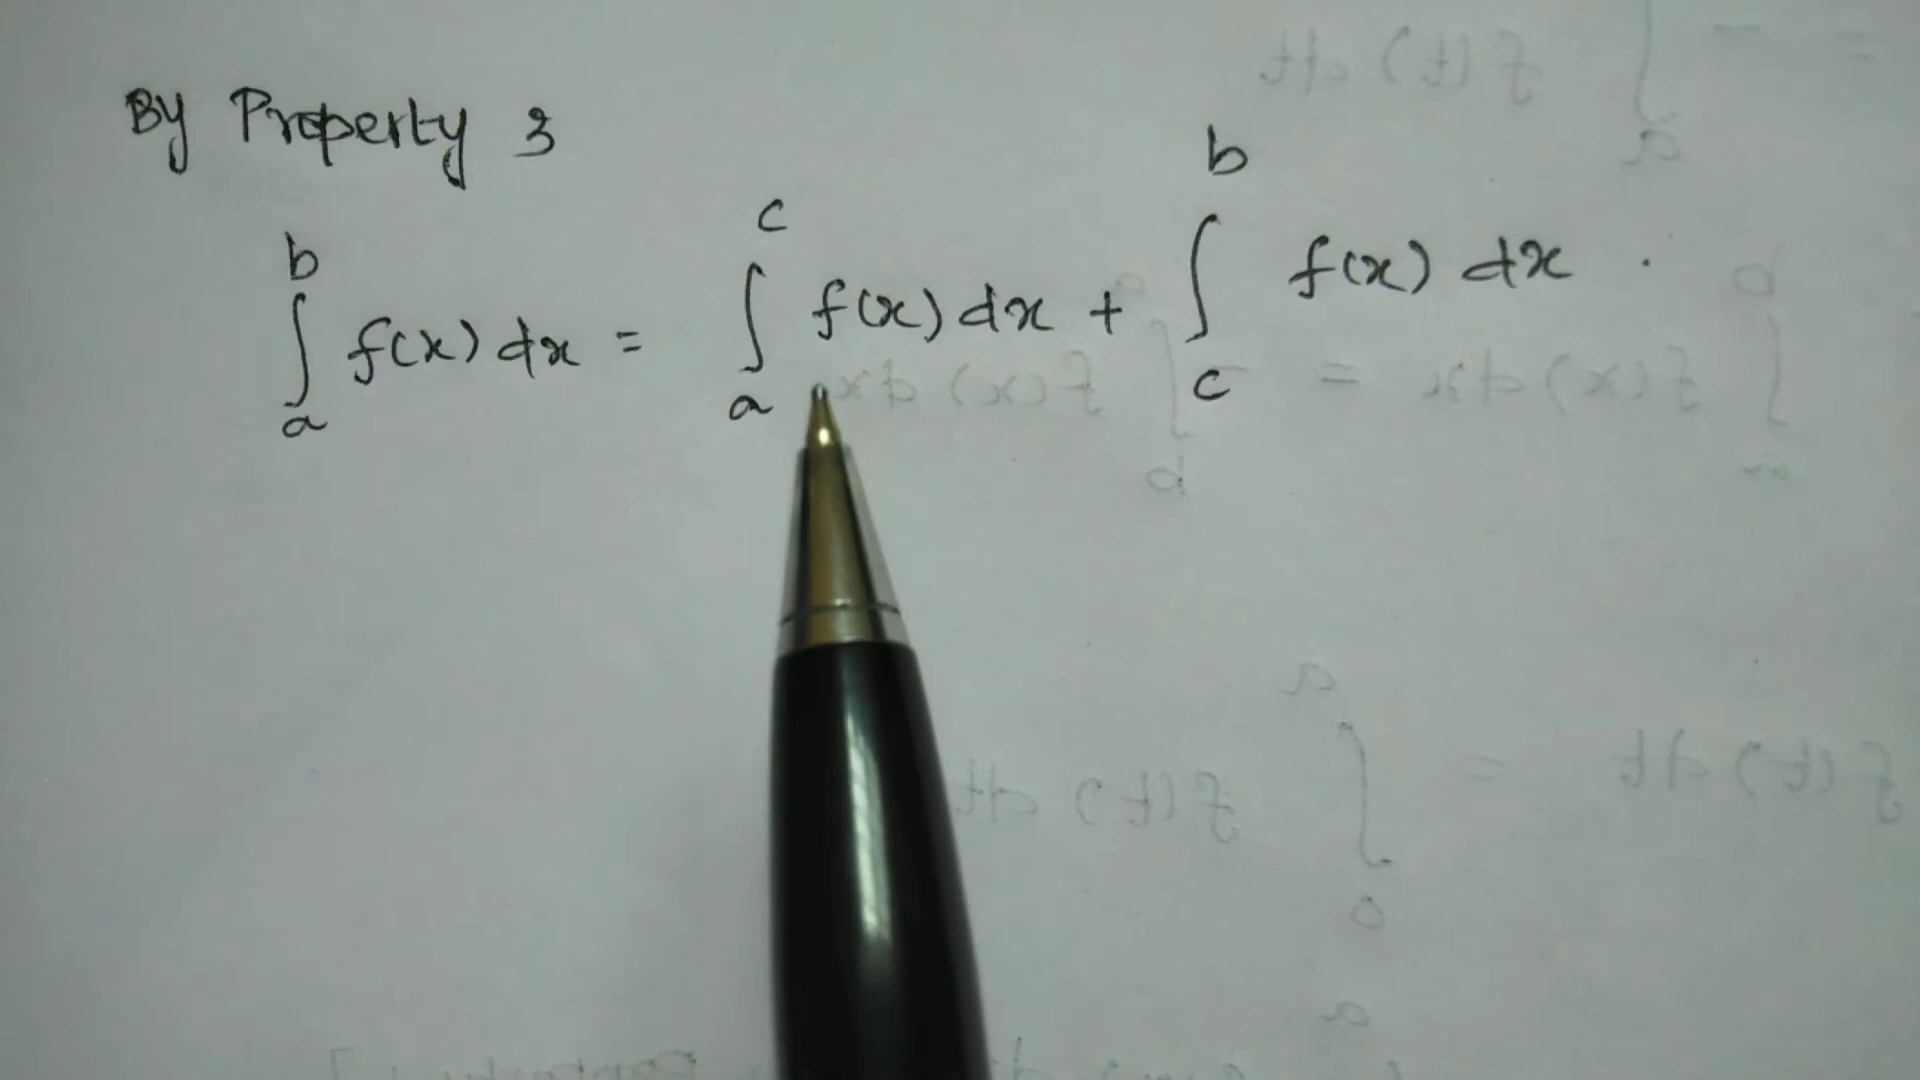 By Property 3
∫_a^b f(x) dx = ∫_a^c f(x) dx + ∫_c^b f(x) dx .